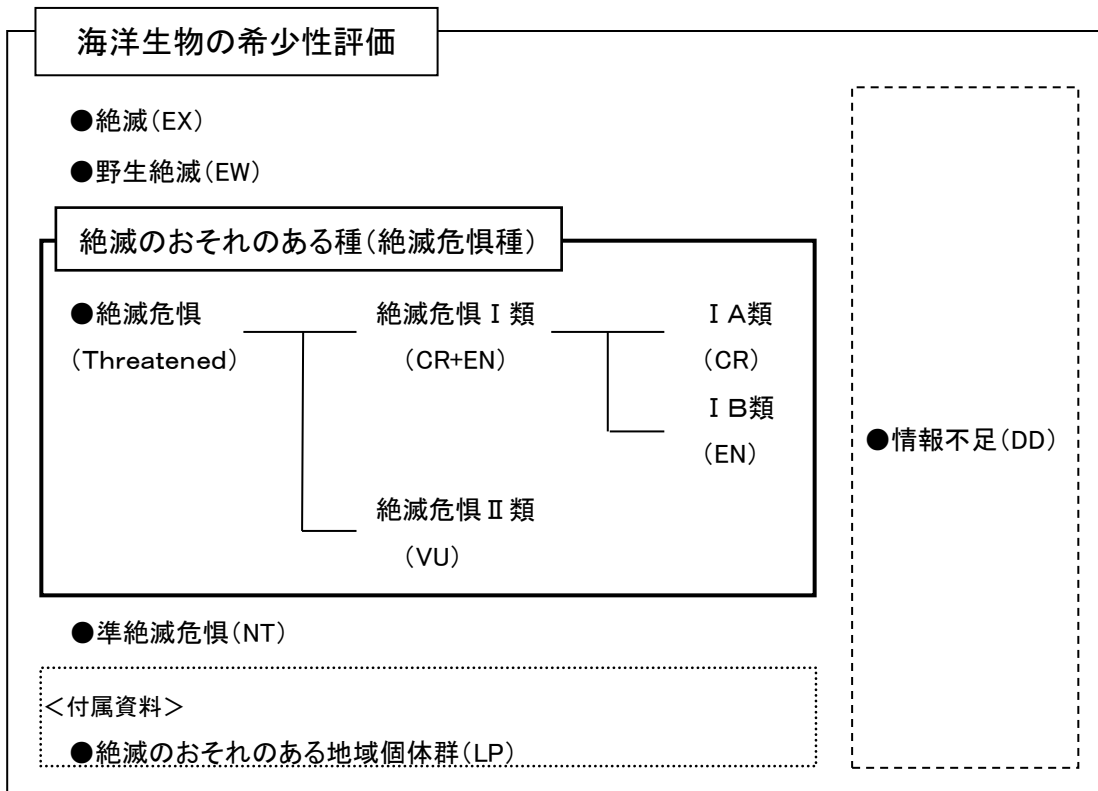 海洋生物の希少性評価
●絶滅(EX)
●野生絶滅(EW)
絶滅のおそれのある種(絶滅危惧種)
●絶滅危惧 絶滅危惧Ⅰ類 ⅠA類
(Threatened) (CR+EN) (CR)
ⅠB類
(EN)
●情報不足(DD)
絶滅危惧Ⅱ類
(VU)
●準絶滅危惧(NT)
<付属資料>
●絶滅のおそれのある地域個体群(LP)